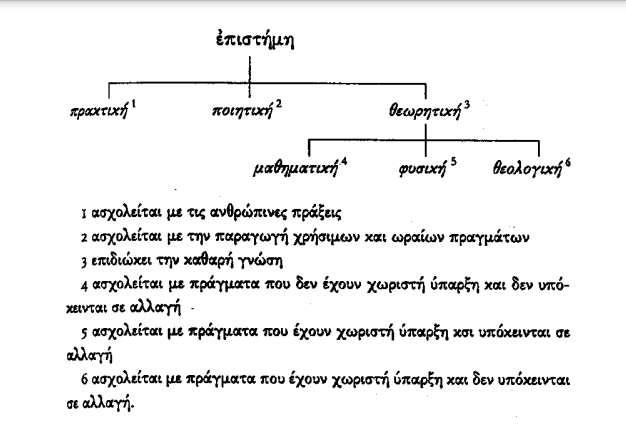 ἐπιστήμη
πρακτική 1 ποιητική 2 θεωρητική 3
μαθηματική 4 φυσική 5 θεολογική 6
1 ασχολείται με τις ανθρώπινες πράξεις
2 ασχολείται με την παραγωγή χρήσιμων και ωραίων πραγμάτων
3 επιδιώκει την καθαρή γνώση
4 ασχολείται με πράγματα που δεν έχουν χωριστή ύπαρξη και δεν υπό-
κεινται σε αλλαγή
5 ασχολείται με πράγματα που έχουν χωριστή ύπαρξη κσι υπόκεινται σε
αλλαγή
6 ασχολείται με πράγματα που έχουν χωριστή ύπαρξη και δεν υπόκεινται
σε αλλαγή.